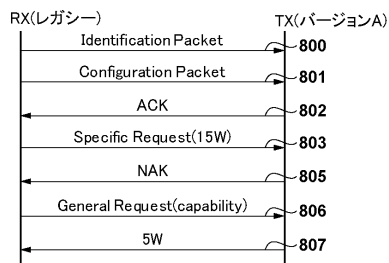 RX(レガシー) TX(バージョンA)
Identification Packet 800
Configuration Packet 801
ACK 802
Specific Request(15W) 803
NAK 805
General Request(capability) 806
5W 807